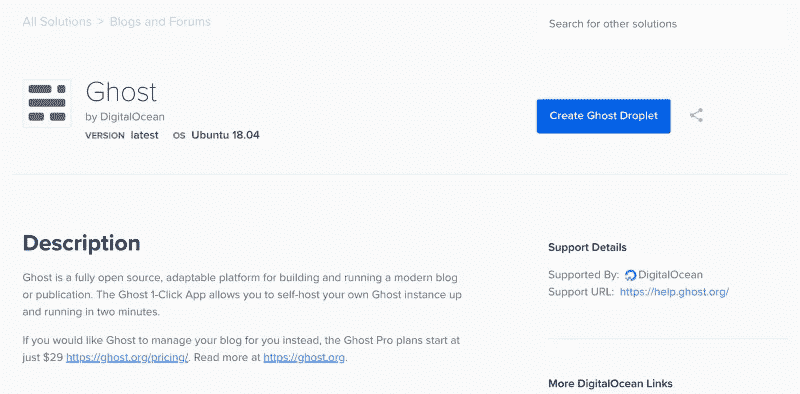 All Solutions > Blogs and Forums
Search for other solutions
Ghost
by DigitalOcean
VERSION latest OS Ubuntu 18.04
Create Ghost Droplet
Description
Ghost is a fully open source, adaptable platform for building and running a modern blog
or publication. The Ghost 1-Click App allows you to self-host your own Ghost instance up
and running in two minutes.
If you would like Ghost to manage your blog for you instead, the Ghost Pro plans start at
just $29 https://ghost.org/pricing/. Read more at https://ghost.org.
Support Details
Supported By: DigitalOcean
Support URL: https://help.ghost.org/
More DigitalOcean Links